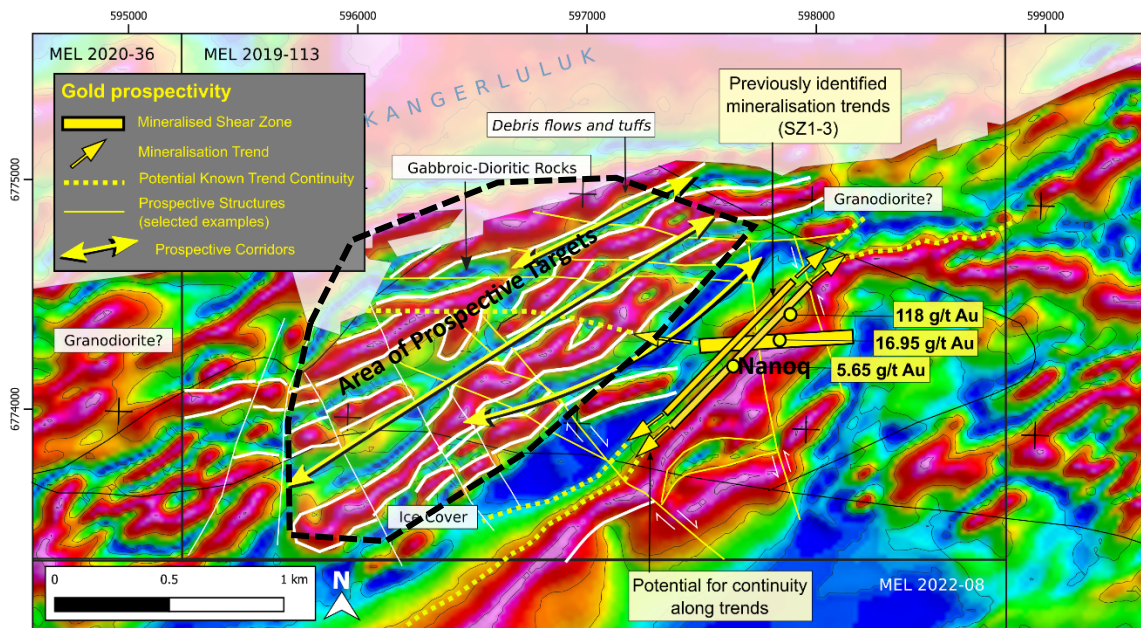 595000
596000
597000
598000
599000
MEL 2020-36
MEL 2019-113
KANGERLULUK
Gold prospectivity
Mineralised Shear Zone
Mineralisation Trend
Potential Known Trend Continuity
Prospective Structures
(selected examples)
Prospective Corridors
Previously identified
mineralisation trends
(SZ1-3)
Debris flows and tuffs
Gabbroic-Dioritic Rocks
6775000
Granodiorite?
Area of Prospective Targets
118 g/t Au
Granodiorite?
16.95 g/t Au
Nanoq
5.65 g/t Au
6774000
Ice Cover
0
0.5
1 km
N
Potential for continuity
along trends
MEL 2022-08